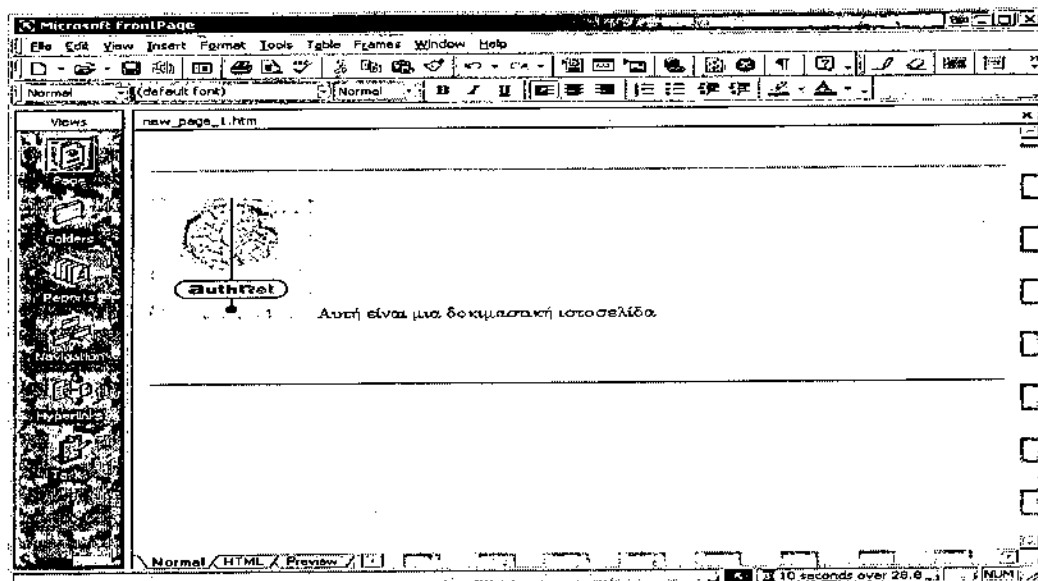 Microsoft FrontPage
File Edit View Insert Format Tools Table Frames Window Help
Normal (default font) Normal B I U A
Views new_page_1.htm
Folders
Reports
Navigation
Hyperlinks
Tasks
authnet
Αυτή είναι μια δοκιμαστική ιστοσελίδα
Normal HTML Preview
10 seconds over 28.8 NUM